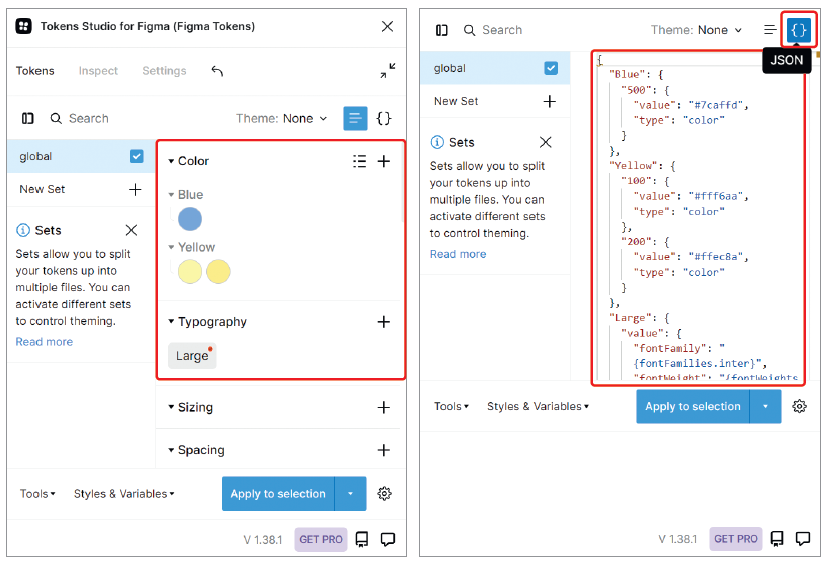 Tokens Studio for Figma (Figma Tokens)
Tokens Inspect Settings
Search Theme: None {}
global
New Set
Sets
Sets allow you to split
your tokens up into
multiple files. You can
activate different sets
to control theming.
Read more
Color
Blue
Yellow
Typography
Large
Sizing
Spacing
Tools Styles & Variables Apply to selection
V 1.38.1 GET PRO
Search Theme: None {}
JSON
global
New Set
Sets
Sets allow you to split
your tokens up into
multiple files. You can
activate different sets
to control theming.
Read more
{
"Blue": {
"500": {
"value": "#7caffd",
"type": "color"
}
},
"Yellow": {
"100": {
"value": "#fff6aa",
"type": "color"
},
"200": {
"value": "#ffec8a",
"type": "color"
}
},
"Large": {
"value": {
"fontFamily": "
{fontFamilies.inter}",
"fontWeight": "{fontWeights
Tools Styles & Variables Apply to selection
V 1.38.1 GET PRO